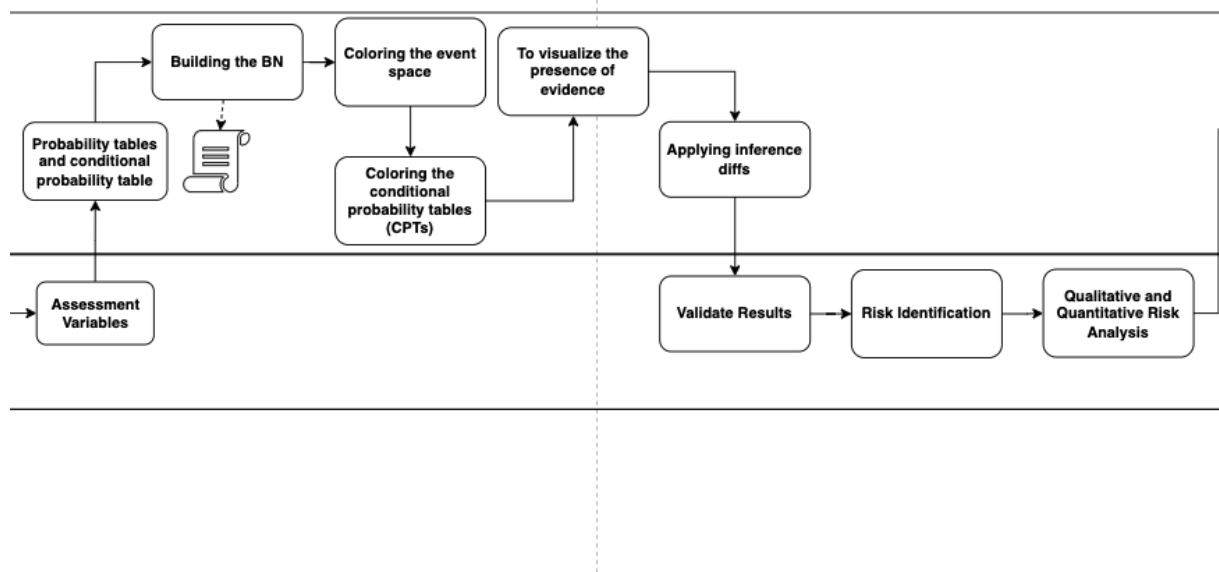 Building the BN
Coloring the event
space
To visualize the
presence of
evidence
Probability tables
and conditional
probability table
Applying inference
diffs
Coloring the
conditional
probability tables
(CPTs)
Assessment
Variables
Validate Results
Risk Identification
Qualitative and
Quantitative Risk
Analysis